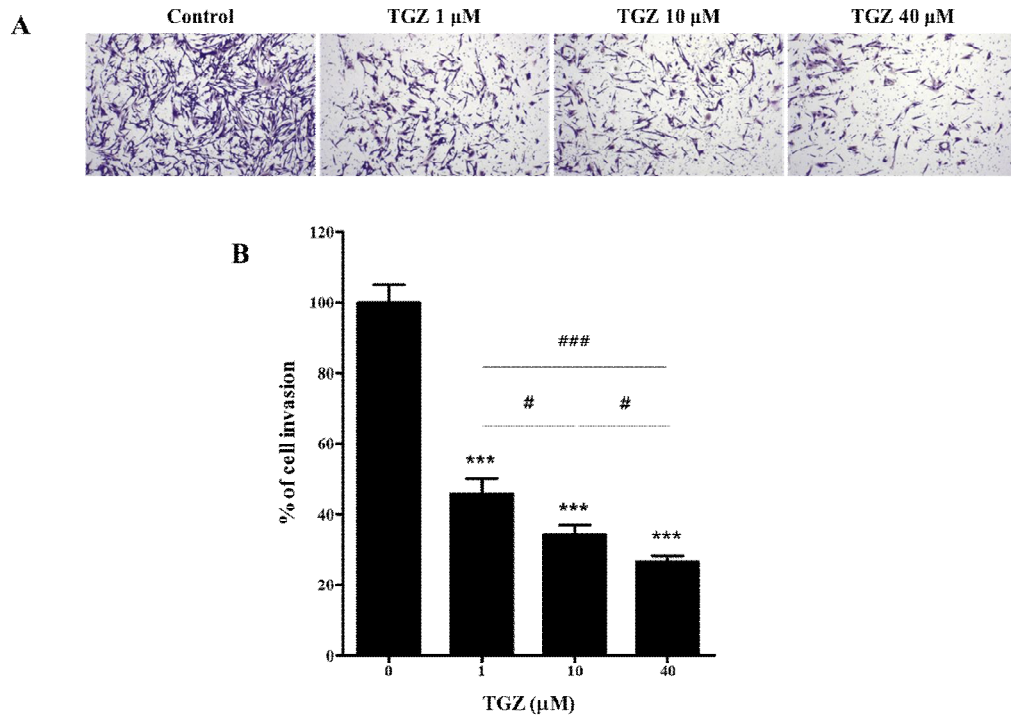 A
Control TGZ 1 µM TGZ 10 µM TGZ 40 µM
B
120
100
80
60
40
20
0
% of cell invasion
###
# #
***
***
***
0 1 10 40
TGZ (µM)